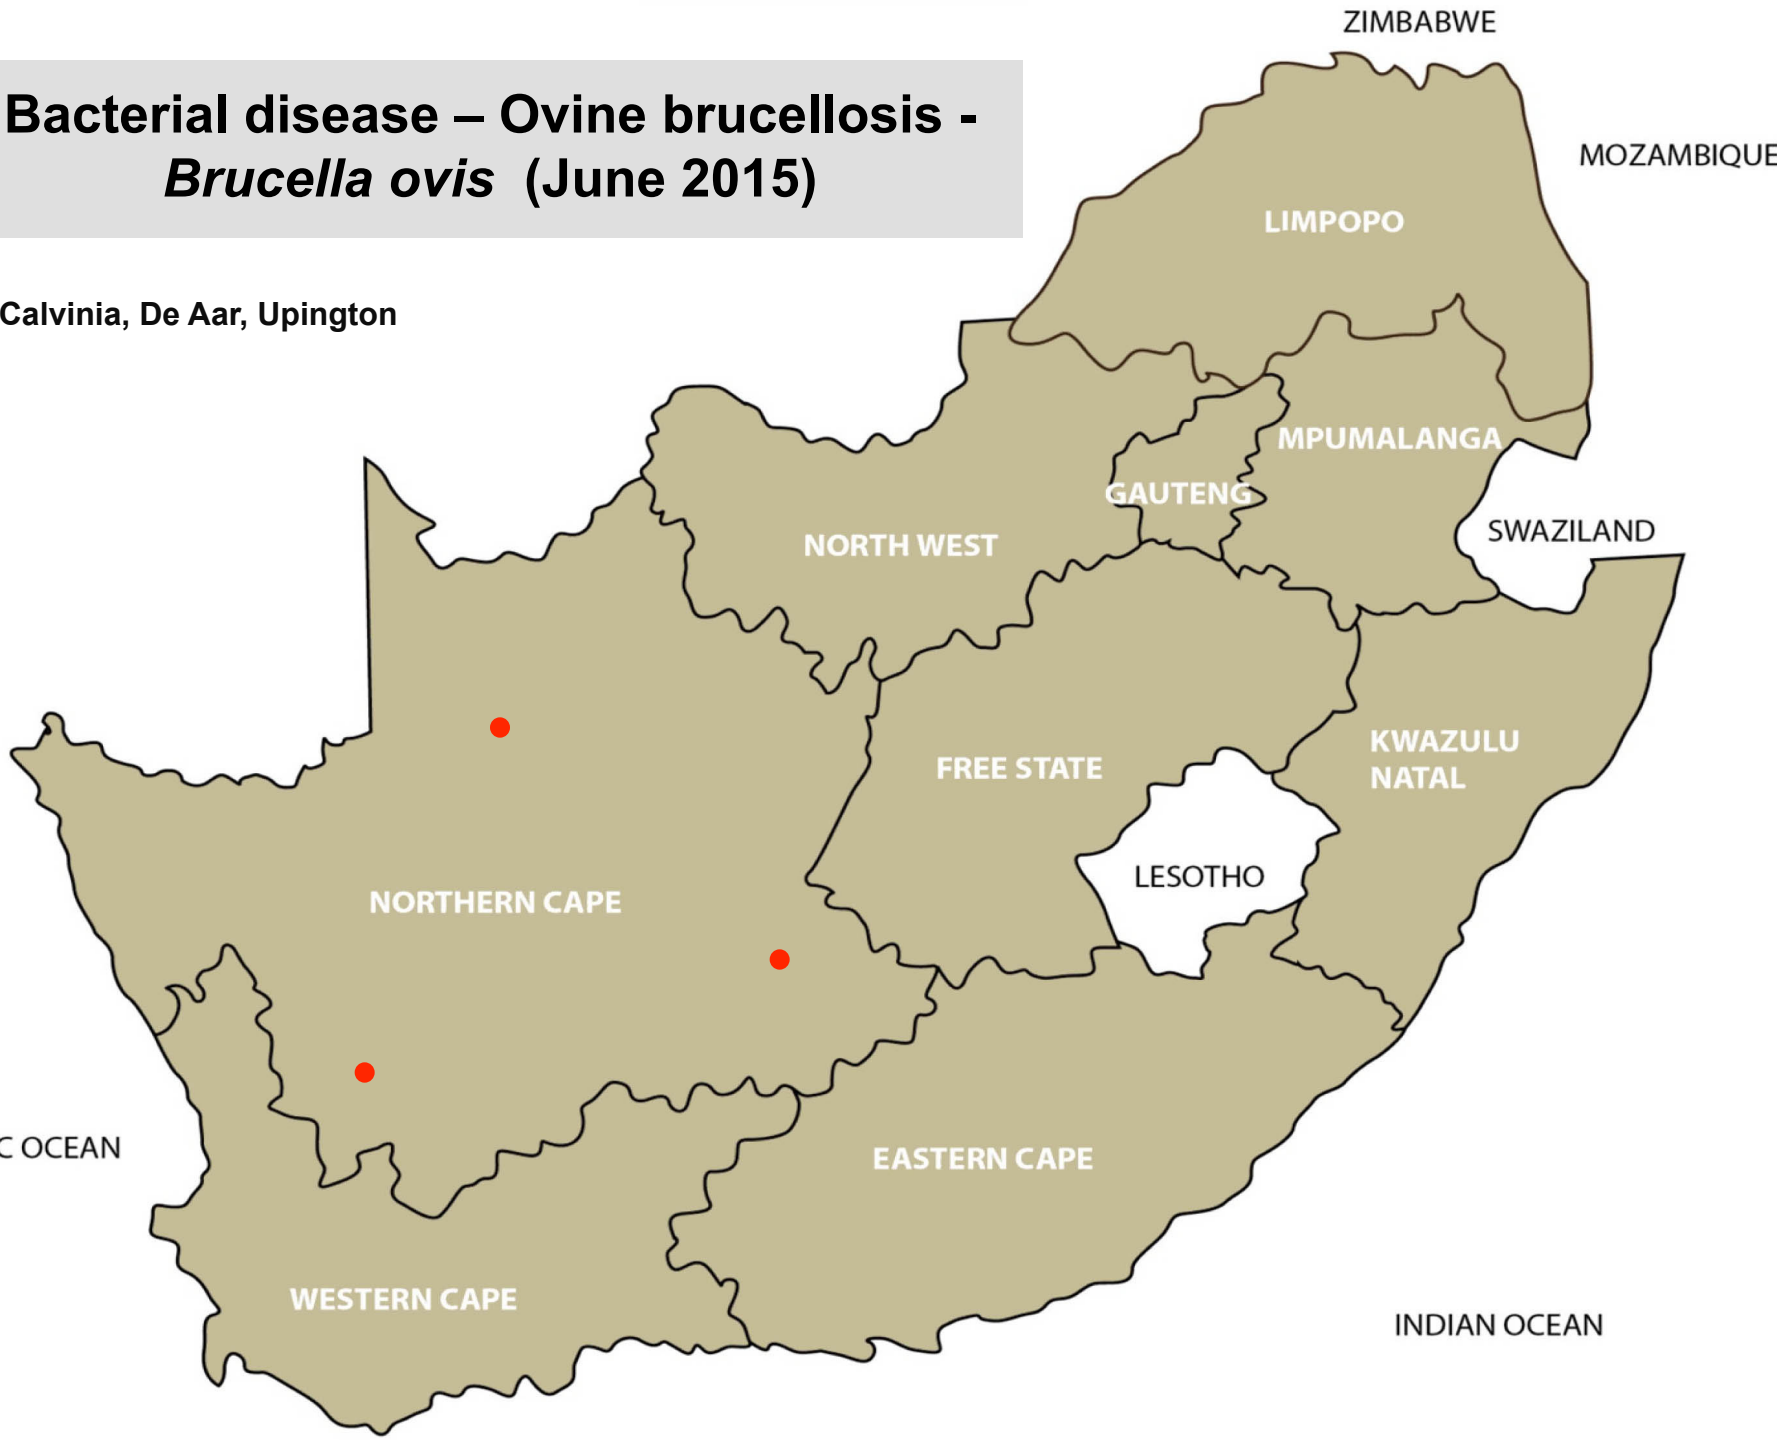 ZIMBABWE
Bacterial disease – Ovine brucellosis -
Brucella ovis (June 2015)
MOZAMBIQUE
LIMPOPO
Calvinia, De Aar, Upington
MPUMALANGA
GAUTENG
SWAZILAND
NORTH WEST
KWAZULU
NATAL
FREE STATE
LESOTHO
NORTHERN CAPE
C OCEAN
EASTERN CAPE
WESTERN CAPE
INDIAN OCEAN